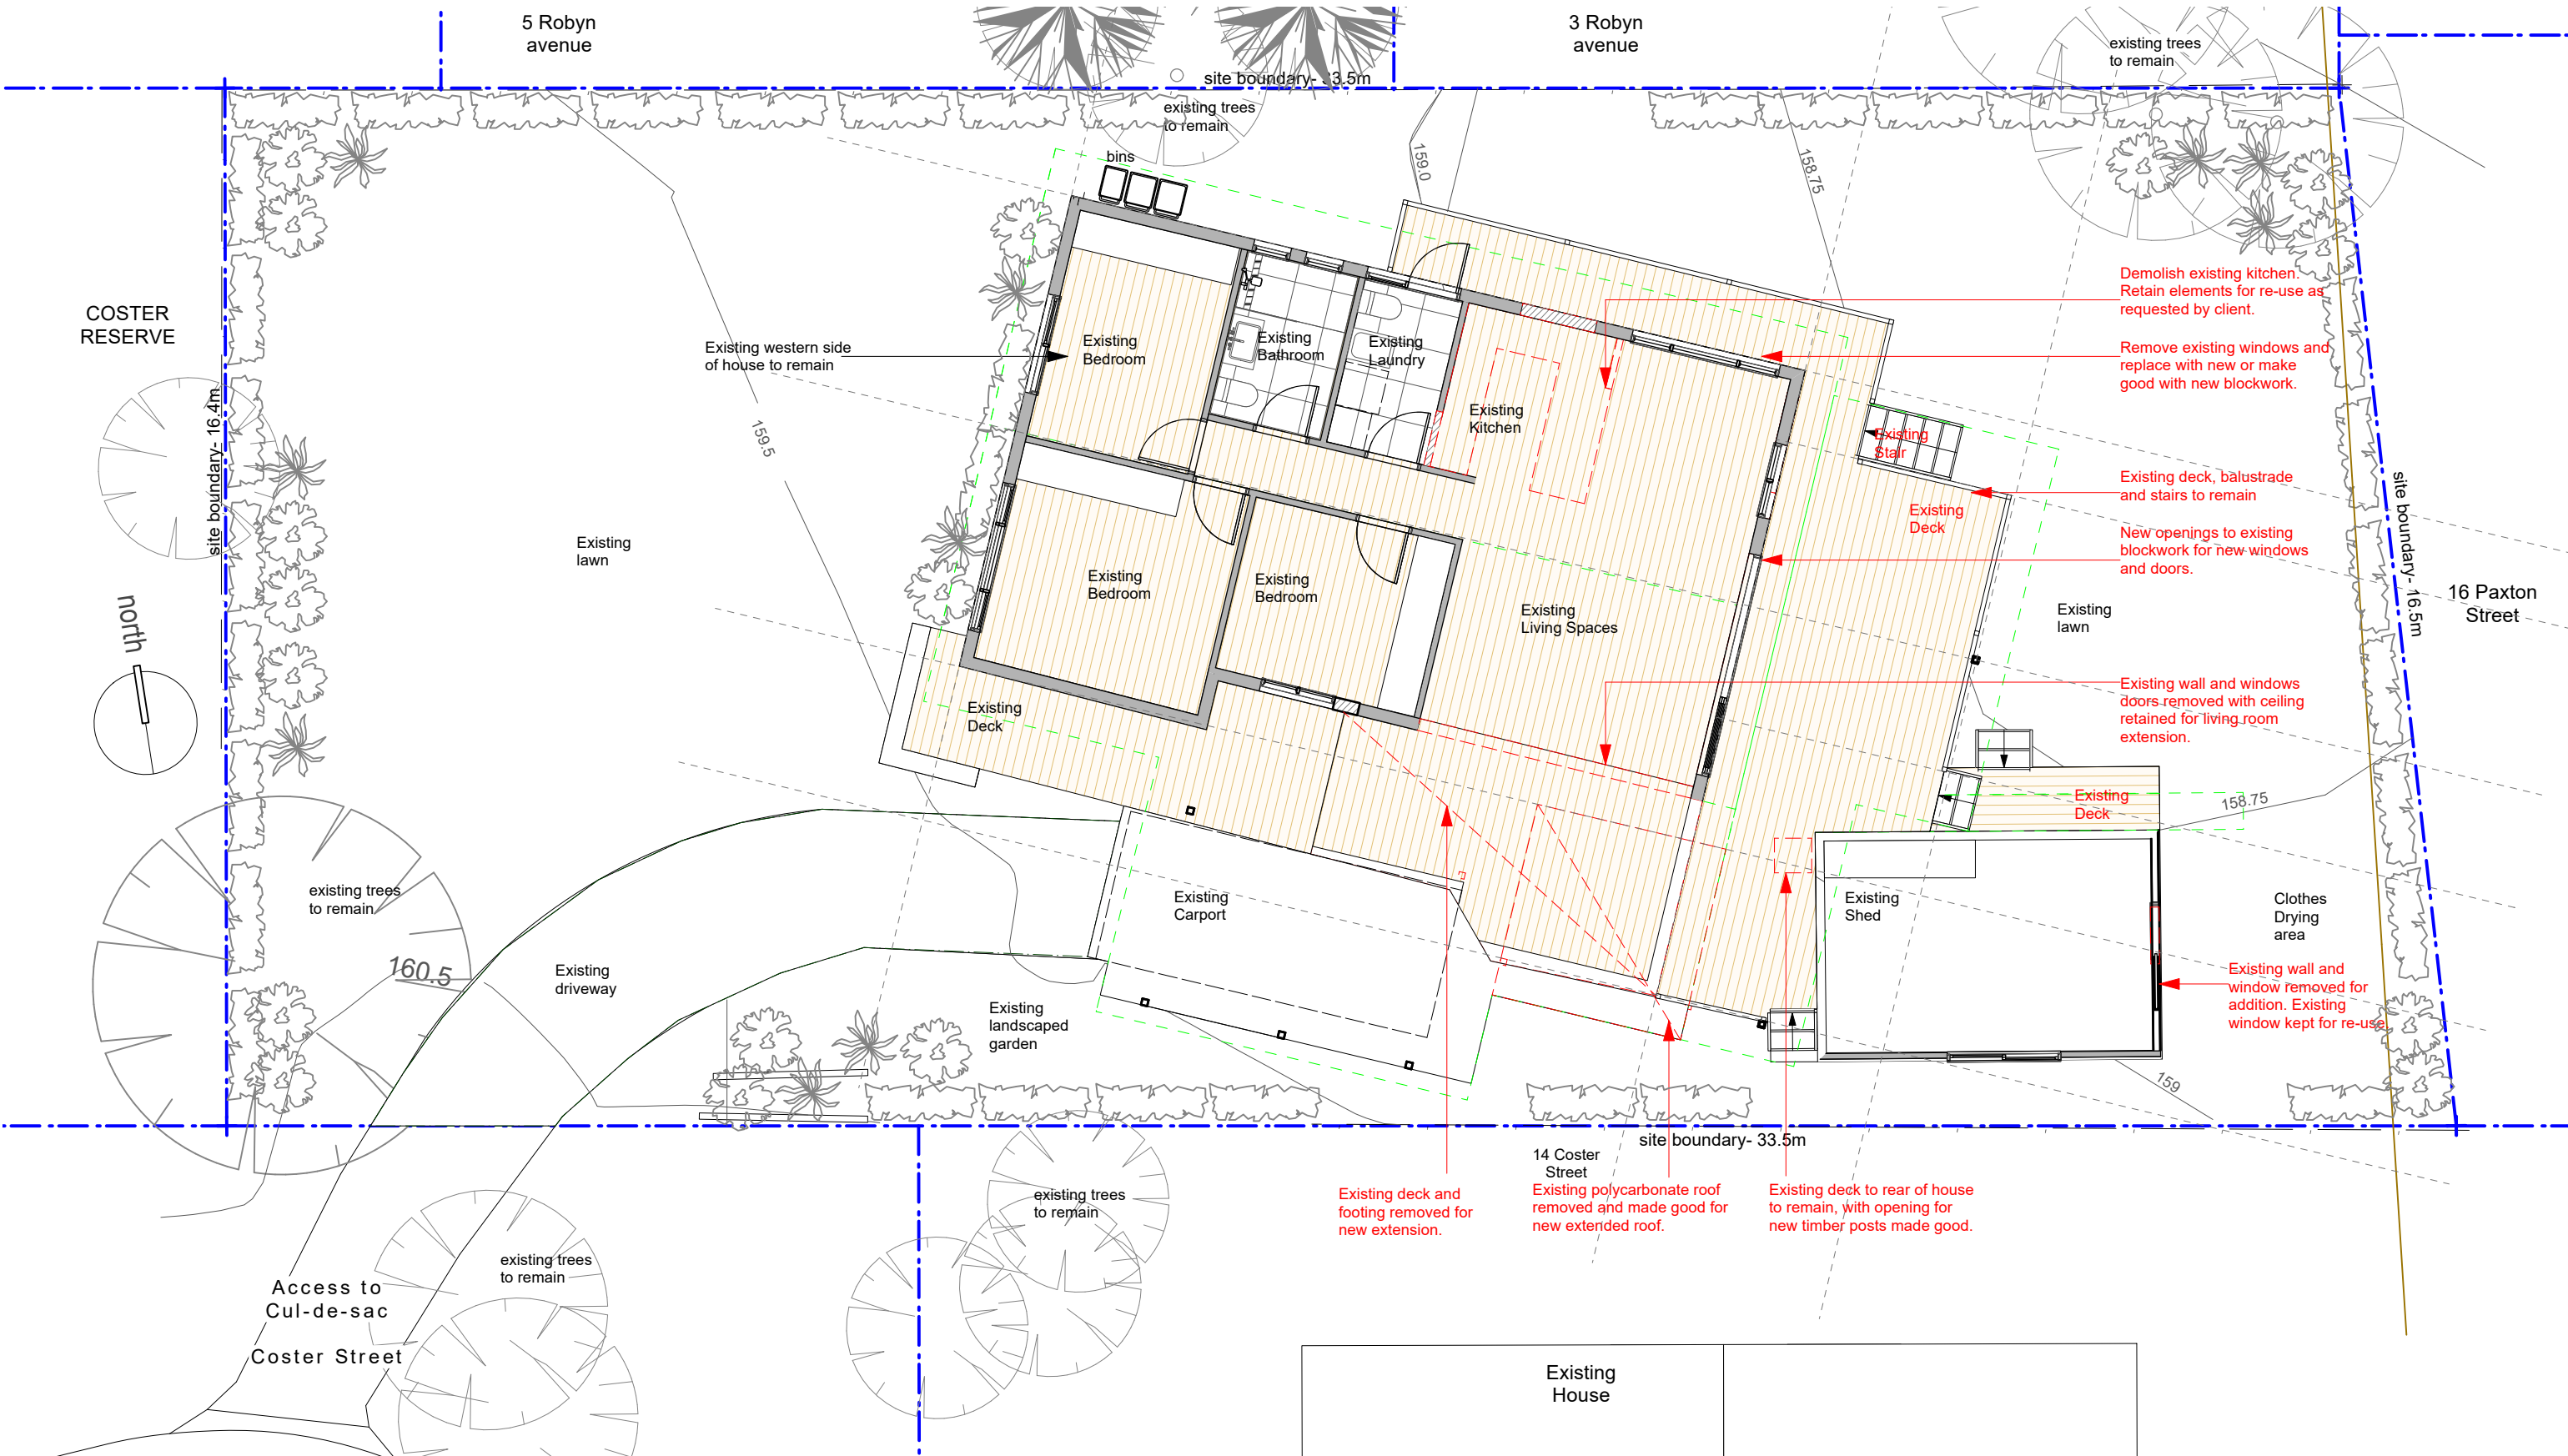 5 Robyn
avenue
3 Robyn
avenue
existing trees
to remain
site boundary- 33.5m
existing trees
to remain
bins
159.0
158.75
COSTER
RESERVE
Demolish existing kitchen.
Retain elements for re-use as
requested by client.
Existing western side
of house to remain
Existing
Bedroom
Existing
Bathroom
Existing
Laundry
Remove existing windows and
replace with new or make
good with new blockwork.
site boundary- 16.4m
159.5
Existing
Kitchen
Existing
Stair
Existing deck, balustrade
and stairs to remain
Existing
Deck
site boundary- 16.5m
Existing
lawn
New openings to existing
blockwork for new windows
and doors.
north
Existing
Bedroom
Existing
Bedroom
Existing
Living Spaces
Existing
lawn
16 Paxton
Street
Existing
Deck
Existing wall and windows
doors removed with ceiling
retained for living room
extension.
Existing
Deck
158.75
existing trees
to remain
Existing
Carport
Existing
Shed
Clothes
Drying
area
160.5
Existing
driveway
Existing
landscaped
garden
Existing wall and
window removed for
addition. Existing
window kept for re-use.
159
site boundary- 33.5m
14 Coster
Street
existing trees
to remain
Existing deck and
footing removed for
new extension.
Existing polycarbonate roof
removed and made good for
new extended roof.
Existing deck to rear of house
to remain, with opening for
new timber posts made good.
existing trees
to remain
Access to
Cul-de-sac
Coster Street
Existing
House